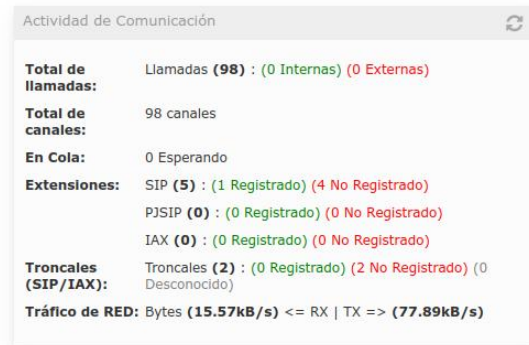 Actividad de Comunicación
Total de llamadas: Llamadas (98) : (0 Internas) (0 Externas)
Total de canales: 98 canales
En Cola: 0 Esperando
Extensiones: SIP (5) : (1 Registrado) (4 No Registrado)
PJSIP (0) : (0 Registrado) (0 No Registrado)
IAX (0) : (0 Registrado) (0 No Registrado)
Troncales (SIP/IAX): Troncales (2) : (0 Registrado) (2 No Registrado) (0 Desconocido)
Tráfico de RED: Bytes (15.57kB/s) <= RX | TX => (77.89kB/s)